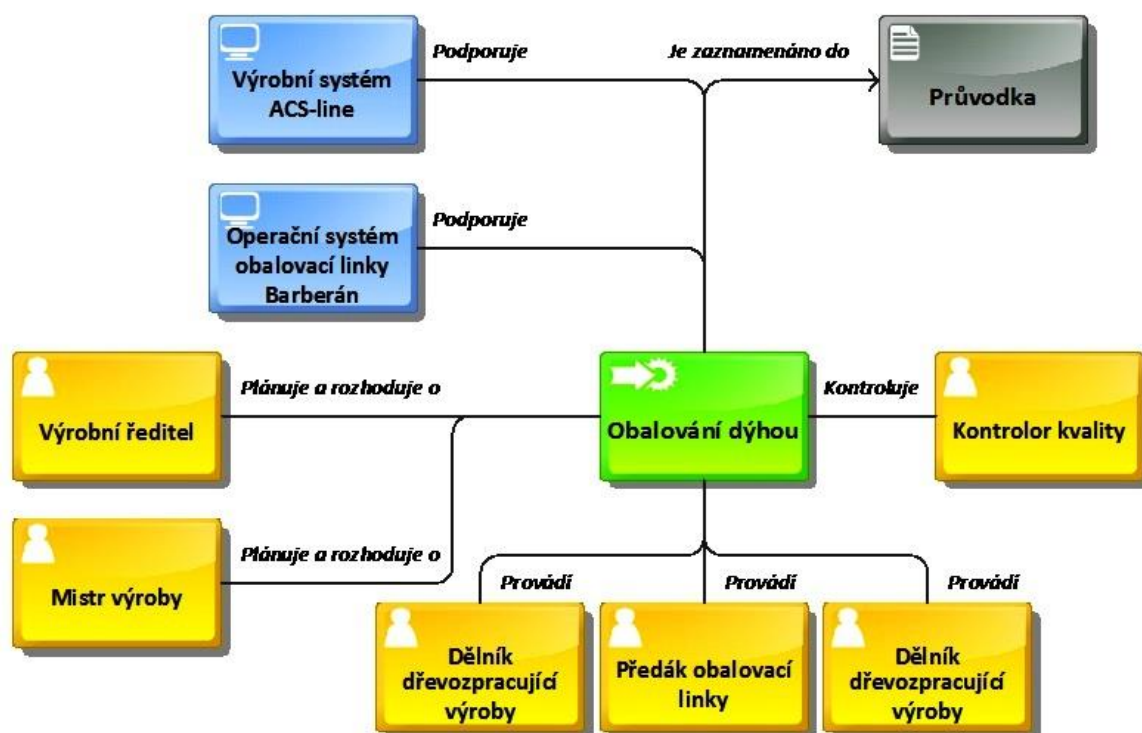 Podporuje
Je zaznamenáno do
Výrobní systém
ACS-line
Průvodka
Podporuje
Operační systém
obalovací linky
Barberán
Plánuje a rozhoduje o
Kontroluje
Výrobní ředitel
Obalování dýhou
Kontrolor kvality
Plánuje a rozhoduje o
Mistr výroby
Provádí
Provádí
Provádí
Dělník
dřevozpracující
výroby
Předák obalovací
linky
Dělník
dřevozpracující
výroby